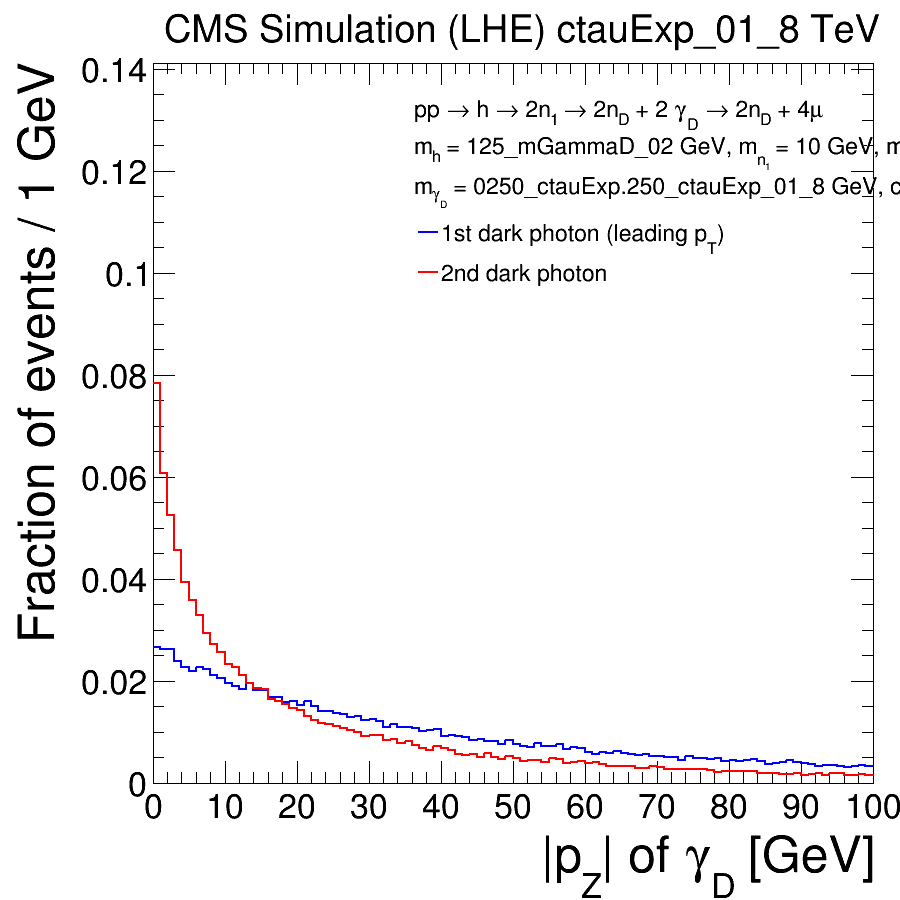 CMS Simulation (LHE) ctauExp_01_8 TeV
Fraction of events / 1 GeV
0.14
0.12
0.1
0.08
0.06
0.04
0.02
0
pp → h → 2n1 → 2nD + 2 γD → 2nD + 4μ
mh = 125_mGammaD_02 GeV, mn1 = 10 GeV, m
mγD = 0250_ctauExp.250_ctauExp_01_8 GeV, c
1st dark photon (leading pT)
2nd dark photon
0 10 20 30 40 50 60 70 80 90 100
|pZ| of γD [GeV]